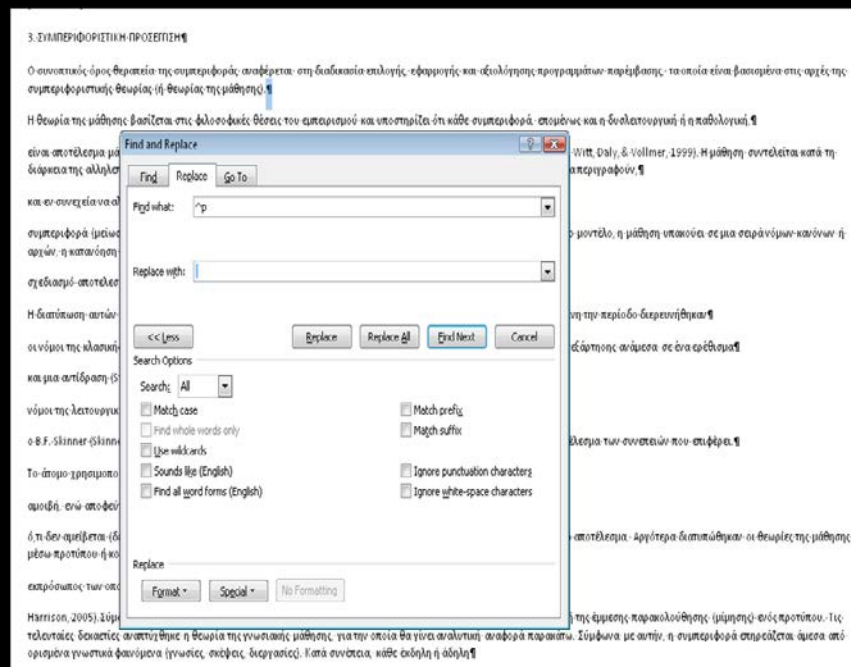 3. ΣΥΜΠΕΡΙΦΟΡΙΣΤΙΚΗ ΠΡΟΣΕΓΓΙΣΗ¶
Ο συνοπτικός όρος θεραπεία της συμπεριφοράς αναφέρεται στη διαδικασία επιλογής, εφαρμογής και αξιολόγησης προγραμμάτων παρέμβασης, τα οποία είναι βασισμένα στις αρχές της
συμπεριφοριστικής θεωρίας (ή θεωρίας της μάθησης).¶
Η θεωρία της μάθησης βασίζεται στις φιλοσοφικές θέσεις του εμπειρισμού και υποστηρίζει ότι κάθε συμπεριφορά, επομένως και η δυσλειτουργική ή η παθολογική,¶
Find and Replace
είναι αποτέλεσμα μά Witt, Daly, & Vollmer, 1999). Η μάθηση συντελείται κατά τη
Find Replace Go To
διάρκεια της αλληλεπ α περιγραφούν,¶
Find what: ^p
και εν συνεχεία να αλ
συμπεριφορά (μείωσ ο μοντέλο, η μάθηση υπακούει σε μια σειρά νόμων κανόνων ή
αρχών, η κατανόηση
Replace with:
σχεδιασμό αποτελεσ
Η διατύπωση αυτών νη την περίοδο διερευνήθηκαν¶
<< Less Replace Replace All Find Next Cancel
οι νόμοι της κλασική εξάρτησης ανάμεσα σε ένα ερέθισμα¶
Search Options
και μια αντίδραση (S
Search: All
νόμοι της λειτουργικ
Match case Match prefix
Find whole words only Match suffix
ο B.F. Skinner (Skinne έλεσμα των συνεπειών που επιφέρει.¶
Use wildcards
Το άτομο χρησιμοπο
Sounds like (English) Ignore punctuation characters
Find all word forms (English) Ignore white-space characters
αμοιβή, ενώ αποφεύγ
ό,τι δεν αμείβεται (δ αποτέλεσμα. Αργότερα διατυπώθηκαν οι θεωρίες της μάθησης
μέσω προτύπου ή κο
Replace
εκπρόσωπος των οπο
Format Special No Formatting
Harrison, 2005). Σύμφ ή της έμμεσης παρακολούθησης (μίμησης) ενός προτύπου. Τις
τελευταίες δεκαετίες αναπτύχθηκε η θεωρία της γνωσιακής μάθησης, για την οποία θα γίνει αναλυτική αναφορά παρακάτω. Σύμφωνα με αυτήν, η συμπεριφορά επηρεάζεται άμεσα από
ορισμένα γνωστικά φαινόμενα (γνωσίες, σκέψεις, διεργασίες). Κατά συνέπεια, κάθε έκδηλη ή άδηλη¶